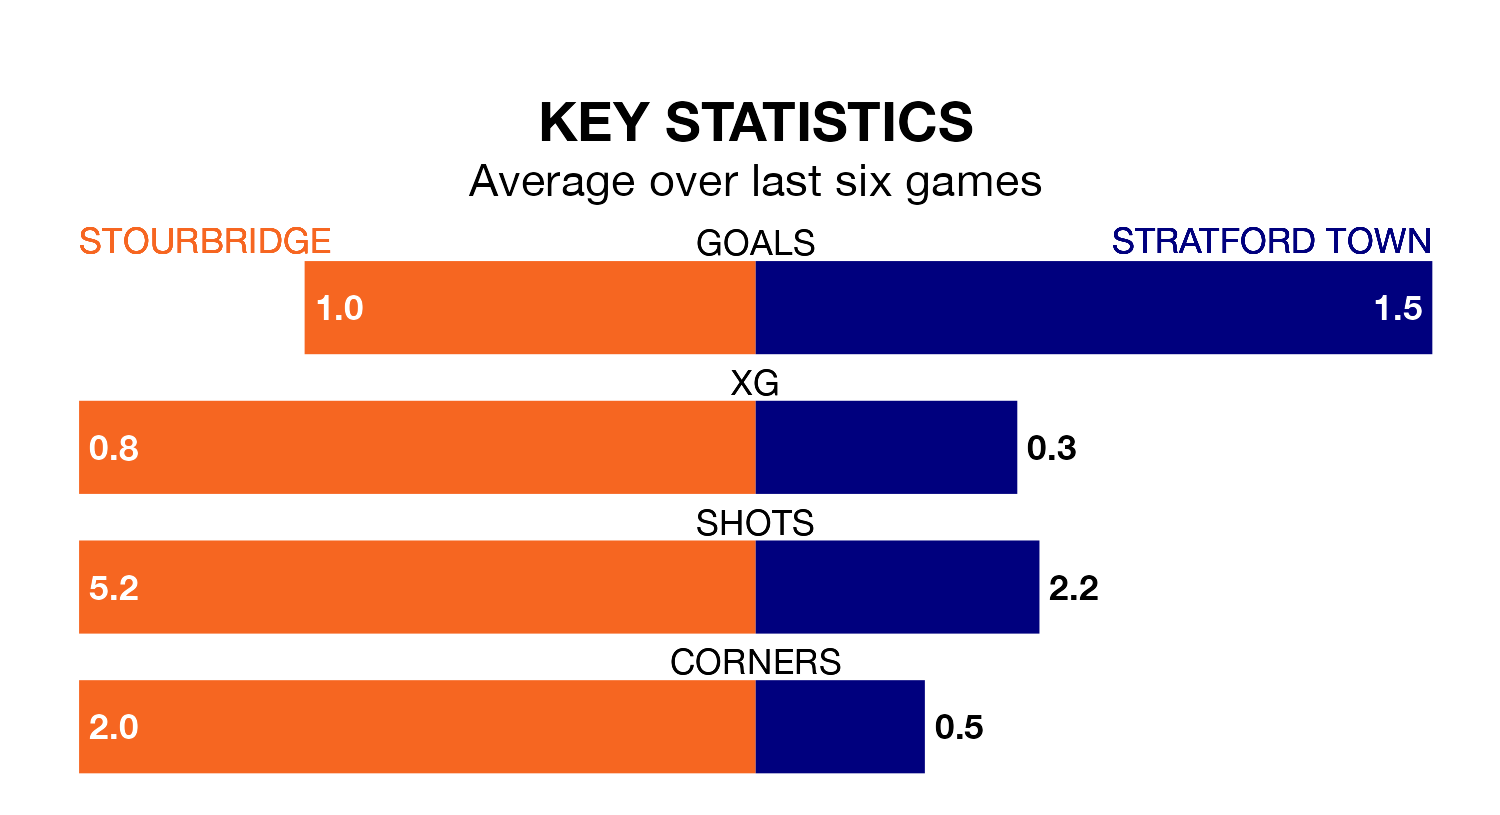 KEY STATISTICS
Average over last six games
STOURBRIDGE GOALS STRATFORD TOWN
1.0 1.5
XG
0.8 0.3
SHOTS
5.2 2.2
CORNERS
2.0 0.5